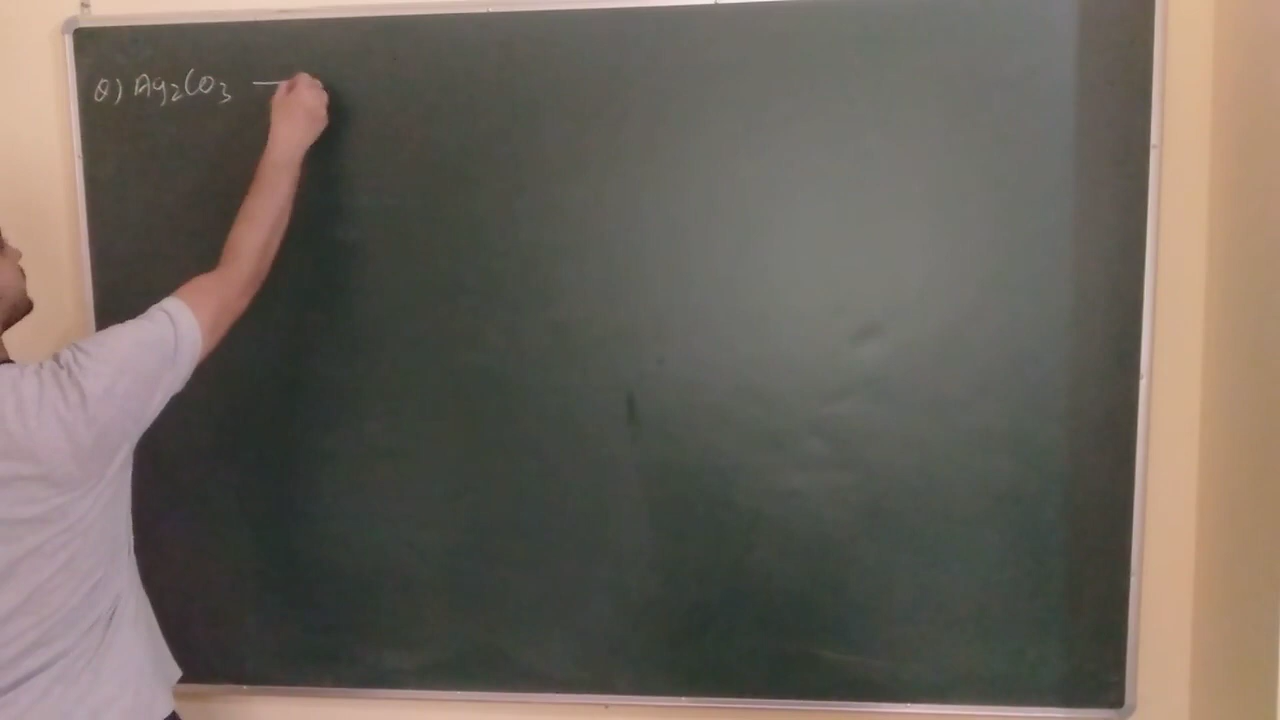 Q) Ag₂CO₃ —